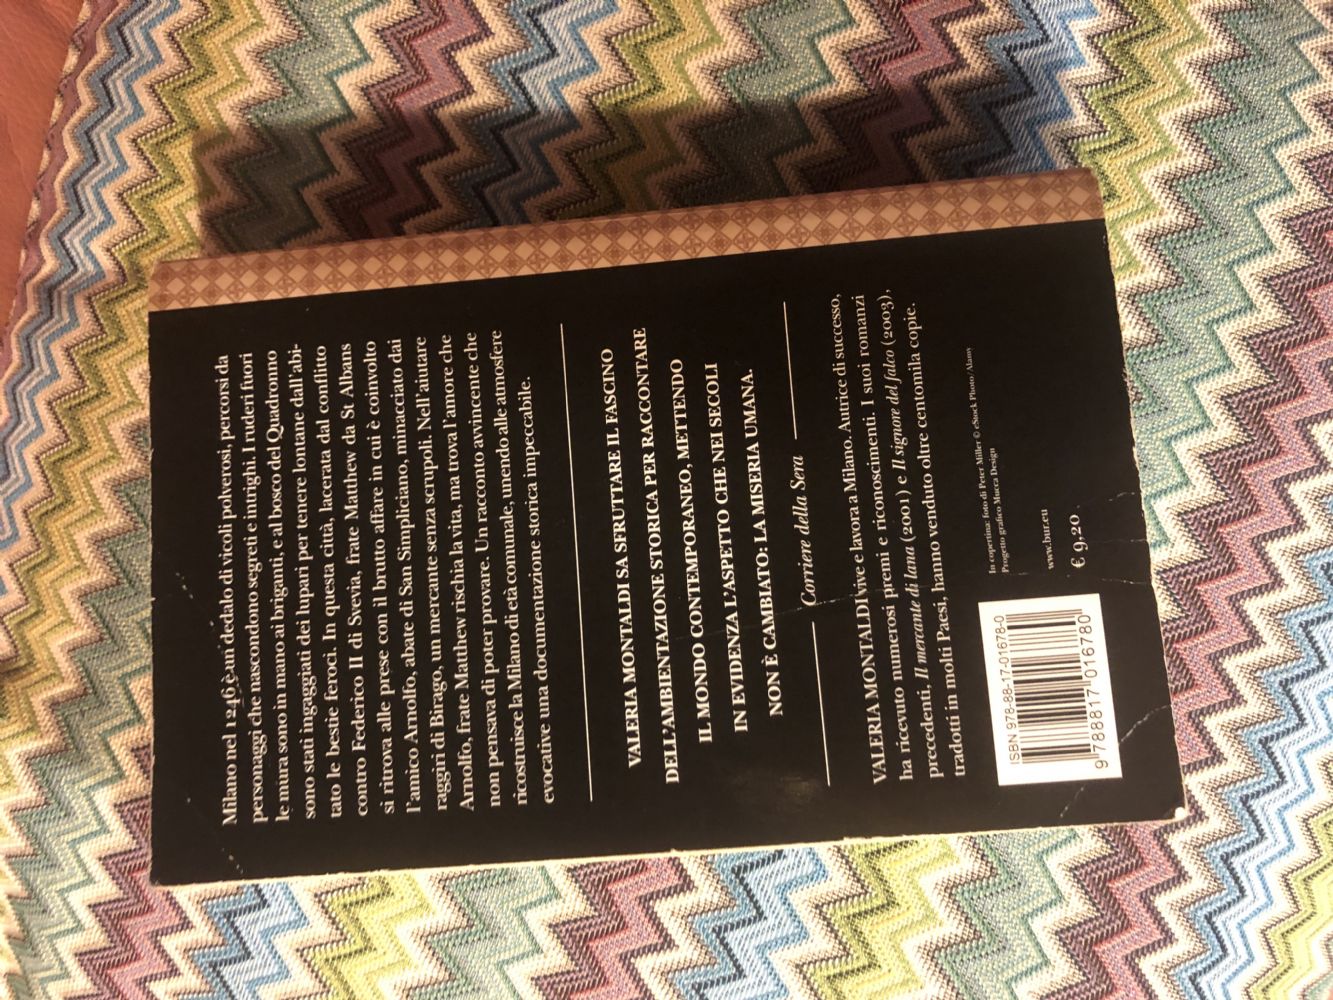 Milano nel 1246 è un dedalo di vicoli polverosi, percorsi da
personaggi che nascondono segreti e intrighi. I ruderi fuori
le mura sono in mano ai briganti, e al bosco del Quadronno
sono stati ingaggiati dei lupari per tenere lontane dall'abi-
tato le bestie feroci. In questa città, lacerata dal conflitto
contro Federico II di Svevia, frate Matthew da St Albans
si ritrova alle prese con il brutto affare in cui è coinvolto
l'amico Arnolfo, abate di San Simpliciano, minacciato dai
raggiri di Birago, un mercante senza scrupoli. Nell'aiutare
Arnolfo, frate Matthew rischia la vita, ma trova l'amore che
non pensava di poter provare. Un racconto avvincente che
ricostruisce la Milano di età comunale, unendo alle atmosfere
evocative una documentazione storica impeccabile.
VALERIA MONTALDI SA SFRUTTARE IL FASCINO
DELL'AMBIENTAZIONE STORICA PER RACCONTARE
IL MONDO CONTEMPORANEO, METTENDO
IN EVIDENZA L'ASPETTO CHE NEI SECOLI
NON È CAMBIATO: LA MISERIA UMANA.
Corriere della Sera
VALERIA MONTALDI vive e lavora a Milano. Autrice di successo,
ha ricevuto numerosi premi e riconoscimenti. I suoi romanzi
precedenti, Il mercante di lana (2001) e Il signore del falco (2003),
tradotti in molti Paesi, hanno venduto oltre centomila copie.
In copertina: foto di Peter Miller © eStock Photo/Alamy
Progetto grafico Mucca Design
www.bur.eu
€ 9,20
ISBN 978-88-17-01678-0
9 788817 016780